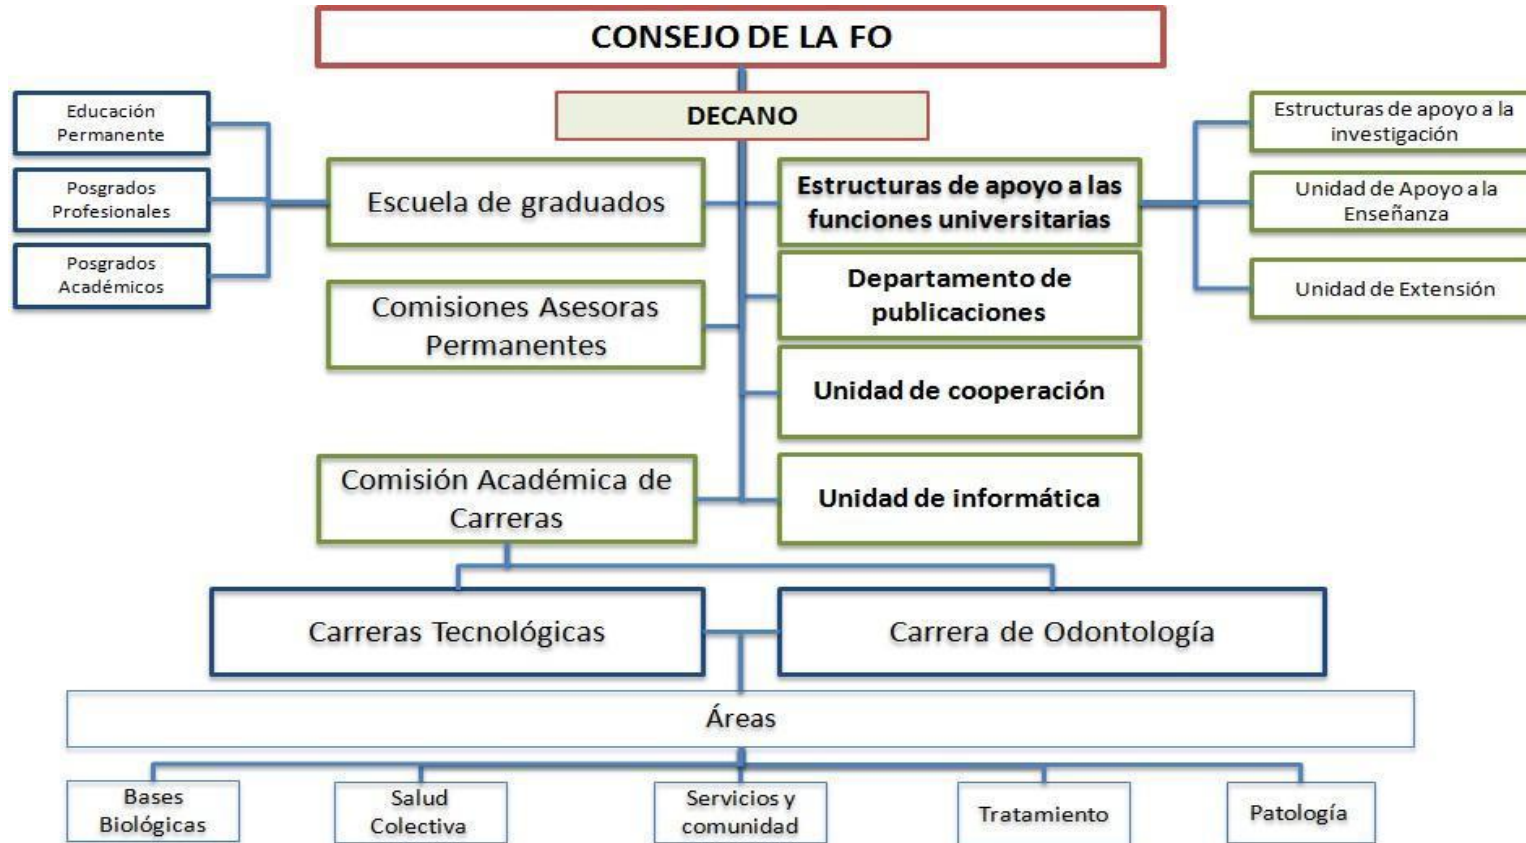 CONSEJO DE LA FO
DECANO
Educación
Permanente
Posgrados
Profesionales
Posgrados
Académicos
Escuela de graduados
Comisiones Asesoras
Permanentes
Comisión Académica de
Carreras
Estructuras de apoyo a las
funciones universitarias
Departamento de
publicaciones
Unidad de cooperación
Unidad de informática
Estructuras de apoyo a la
investigación
Unidad de Apoyo a la
Enseñanza
Unidad de Extensión
Carreras Tecnológicas
Carrera de Odontología
Áreas
Bases
Biológicas
Salud
Colectiva
Servicios y
comunidad
Tratamiento
Patología